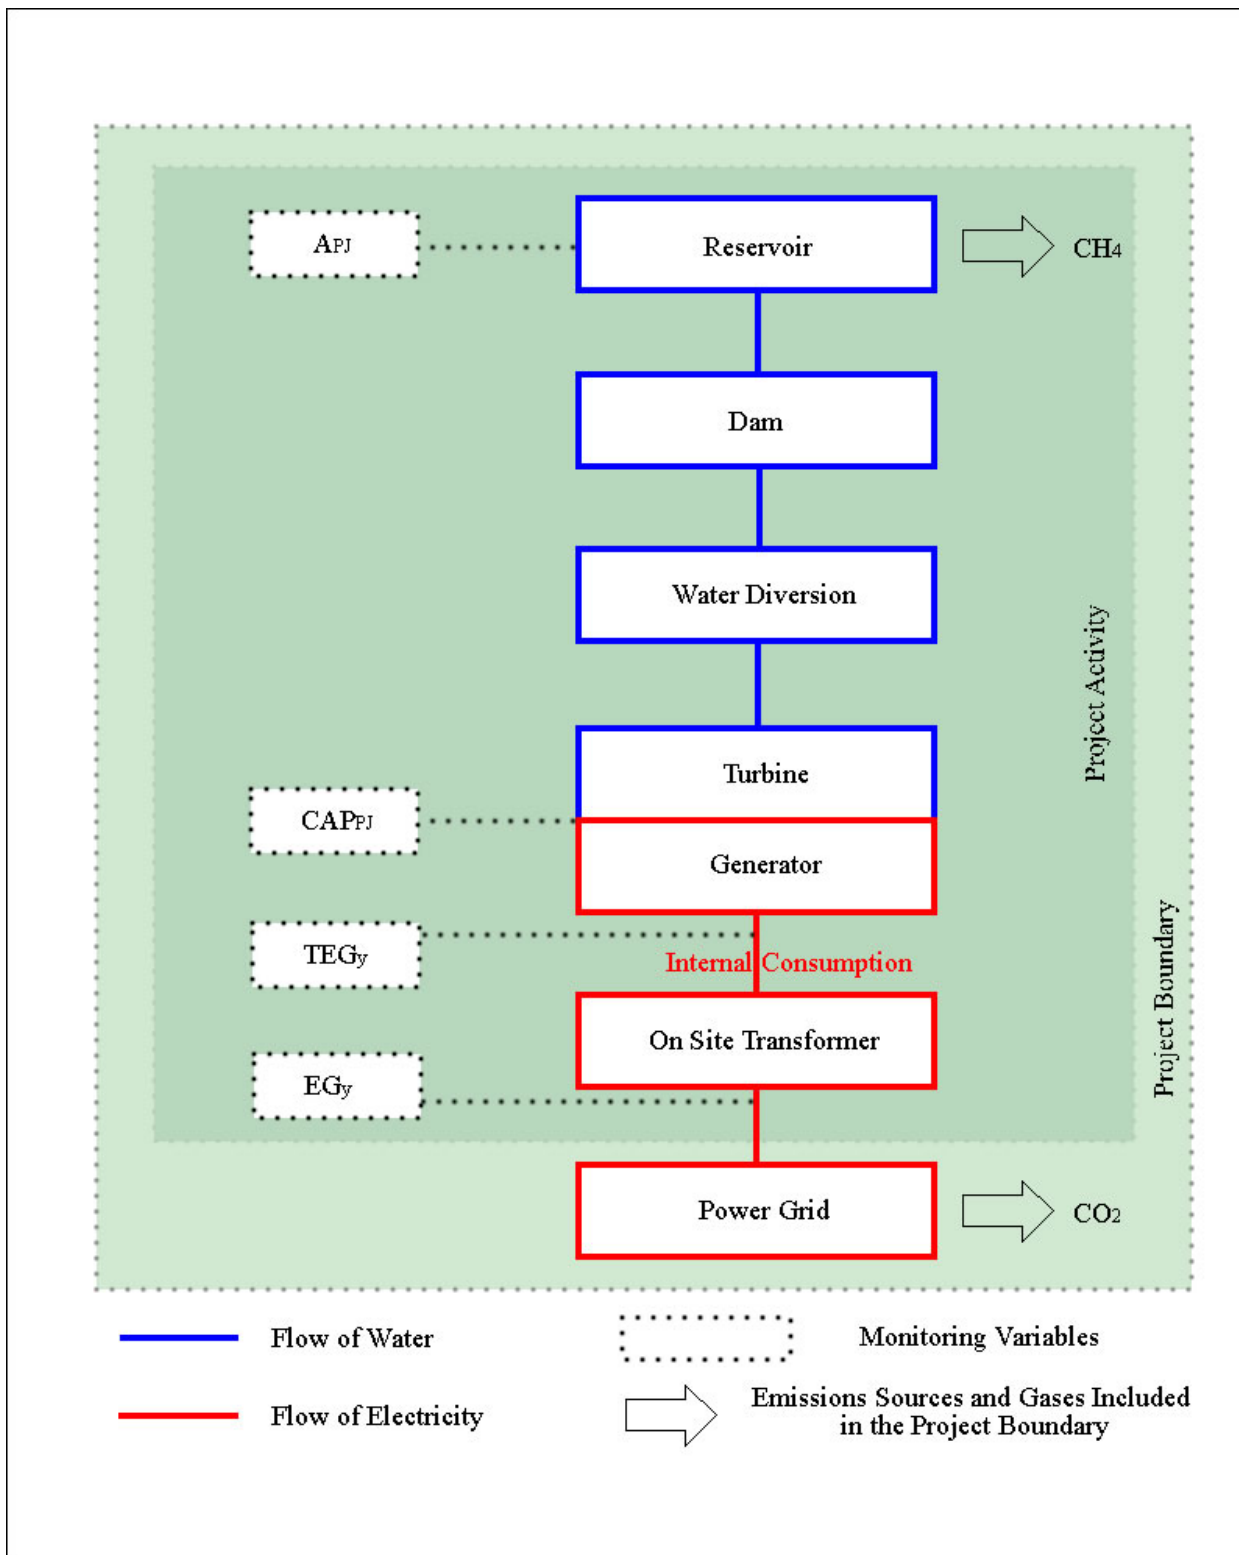 APJ
Reservoir
CH4
Dam
Water Diversion
Project Activity
Turbine
CAPPJ
Generator
TEGy
Internal Consumption
Project Boundary
On Site Transformer
EGy
Power Grid
CO2
Flow of Water
Monitoring Variables
Flow of Electricity
Emissions Sources and Gases Included
in the Project Boundary